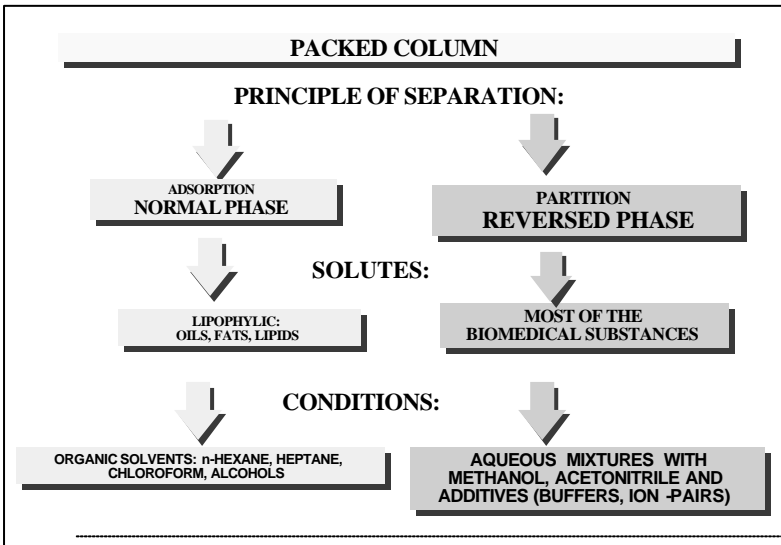 PACKED COLUMN
PRINCIPLE OF SEPARATION:
ADSORPTION
NORMAL PHASE
PARTITION
REVERSED PHASE
SOLUTES:
LIPOPHYLIC:
OILS, FATS, LIPIDS
MOST OF THE
BIOMEDICAL SUBSTANCES
CONDITIONS:
ORGANIC SOLVENTS: n-HEXANE, HEPTANE,
CHLOROFORM, ALCOHOLS
AQUEOUS MIXTURES WITH
METHANOL, ACETONITRILE AND
ADDITIVES (BUFFERS, ION -PAIRS)